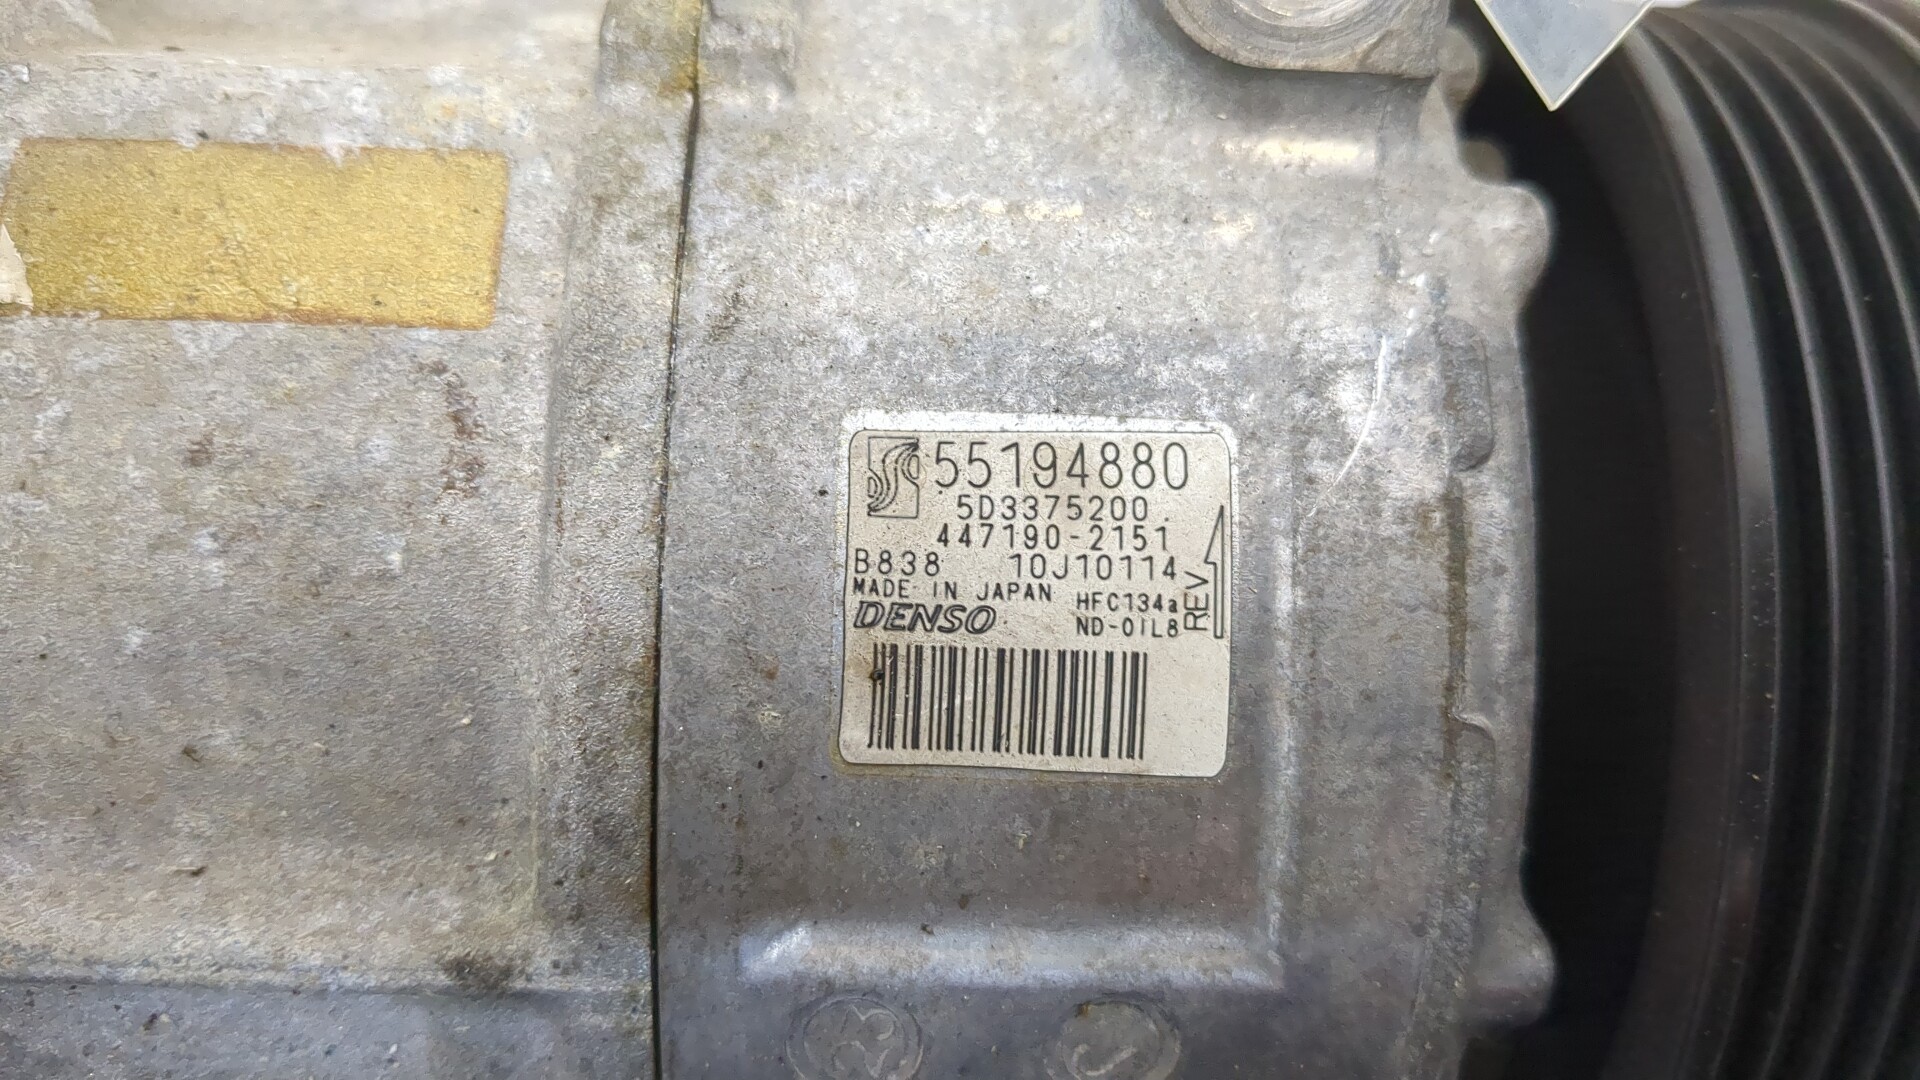 55194880
5D3375200
447190-2151
B838 10J10114
MADE IN JAPAN HFC134a
DENSO ND-OIL8
REV